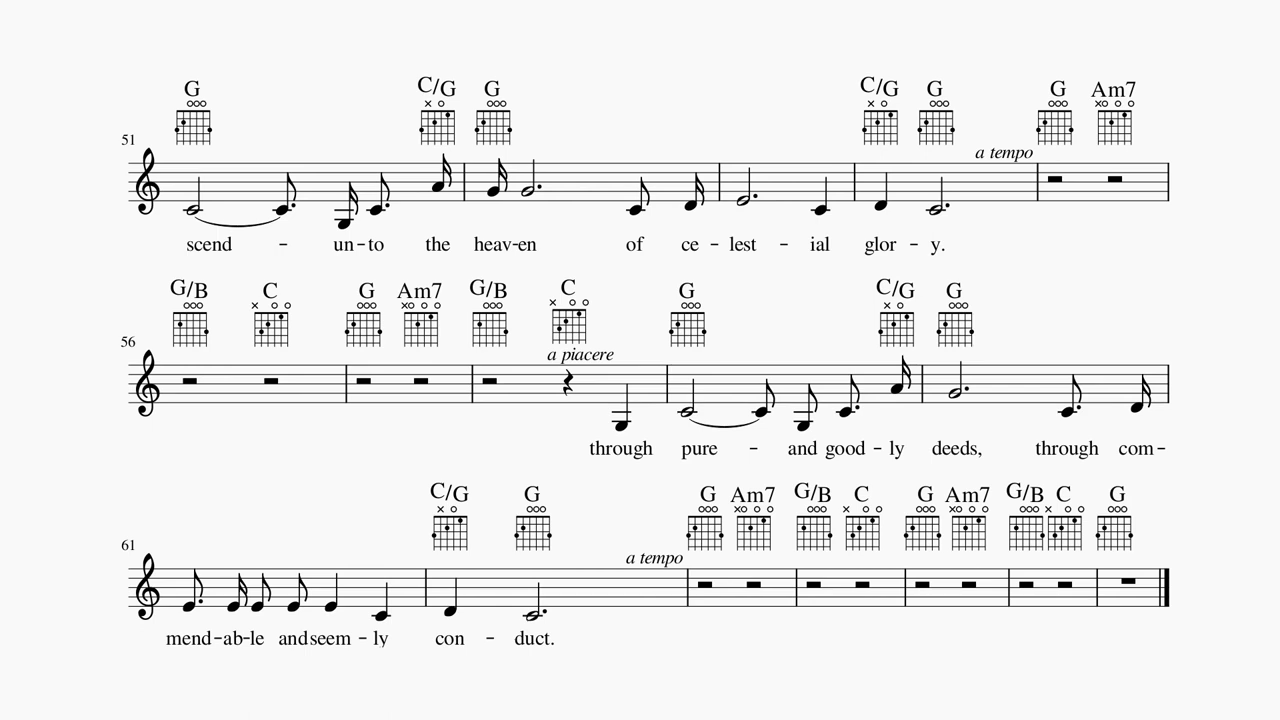 G C/G G C/G G G Am7
51 a tempo
scend – un–to the heav–en of ce – lest – ial glor – y.
G/B C G Am7 G/B C G C/G G
56 a piacere
through pure – and good – ly deeds, through com–
C/G G G Am7 G/B C G Am7 G/B C G
61 a tempo
mend–ab–le and seem – ly con – duct.